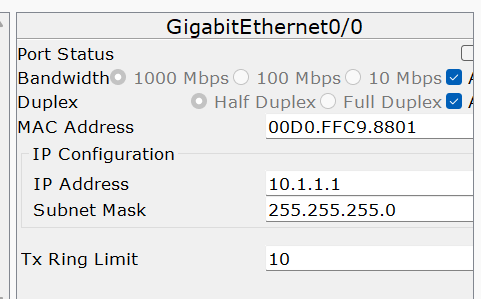 GigabitEthernet0/0
Port Status
Bandwidth 1000 Mbps 100 Mbps 10 Mbps
Duplex Half Duplex Full Duplex
MAC Address 00D0.FFC9.8801
IP Configuration
IP Address 10.1.1.1
Subnet Mask 255.255.255.0
Tx Ring Limit 10